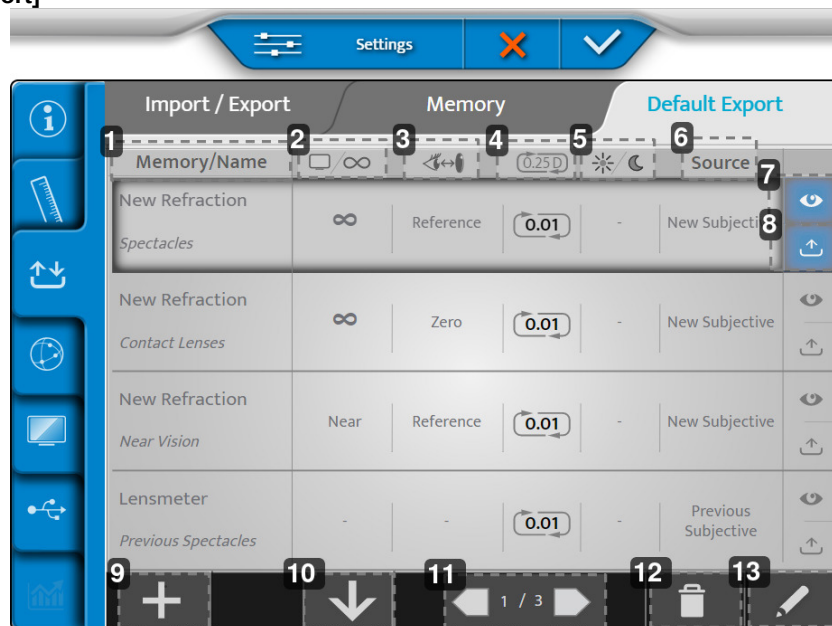 ort]
Settings
Import / Export Memory Default Export
1 2 3 4 5 6
Memory/Name 0.25 D Source
7
New Refraction
Spectacles
∞ Reference 0.01 - New Subjecti
8
New Refraction
Contact Lenses
∞ Zero 0.01 - New Subjective
New Refraction
Near Vision
Near Reference 0.01 - New Subjective
Lensmeter
Previous Spectacles
- - 0.01 - Previous
Subjective
9 10 11 12 13
1 / 3